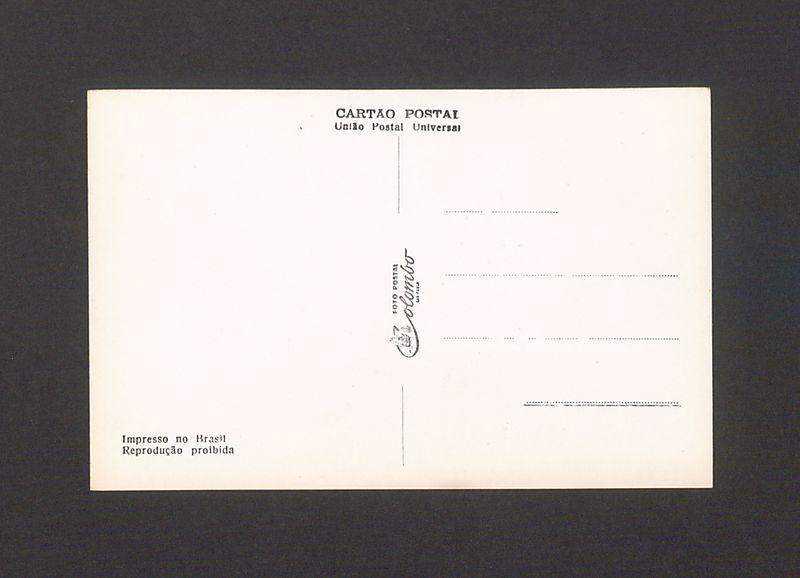 CARTÃO POSTAL
União Postal Universal
FOTO POSTAL
Colombo
Impresso no Brasil
Reprodução proibida